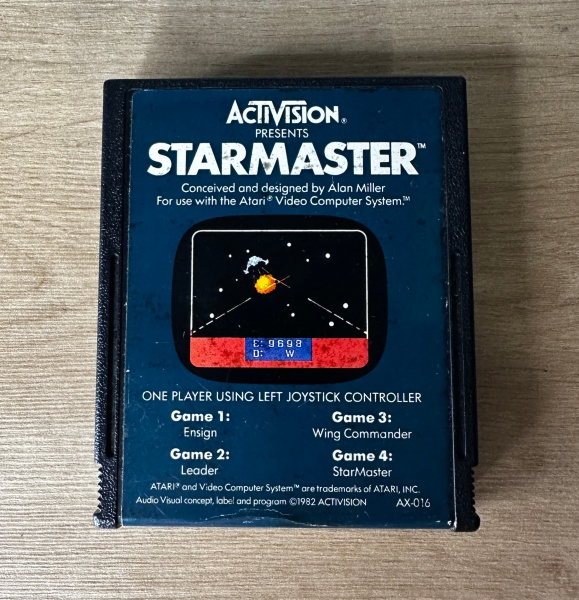 ACTIVISION®
PRESENTS
STARMASTER™
Conceived and designed by Alan Miller
For use with the Atari® Video Computer System.™
E: 9698
D: W
ONE PLAYER USING LEFT JOYSTICK CONTROLLER
Game 1: Game 3:
Ensign Wing Commander
Game 2: Game 4:
Leader StarMaster
ATARI® and Video Computer System™ are trademarks of ATARI, INC.
Audio Visual concept, label and program ©1982 ACTIVISION AX-016